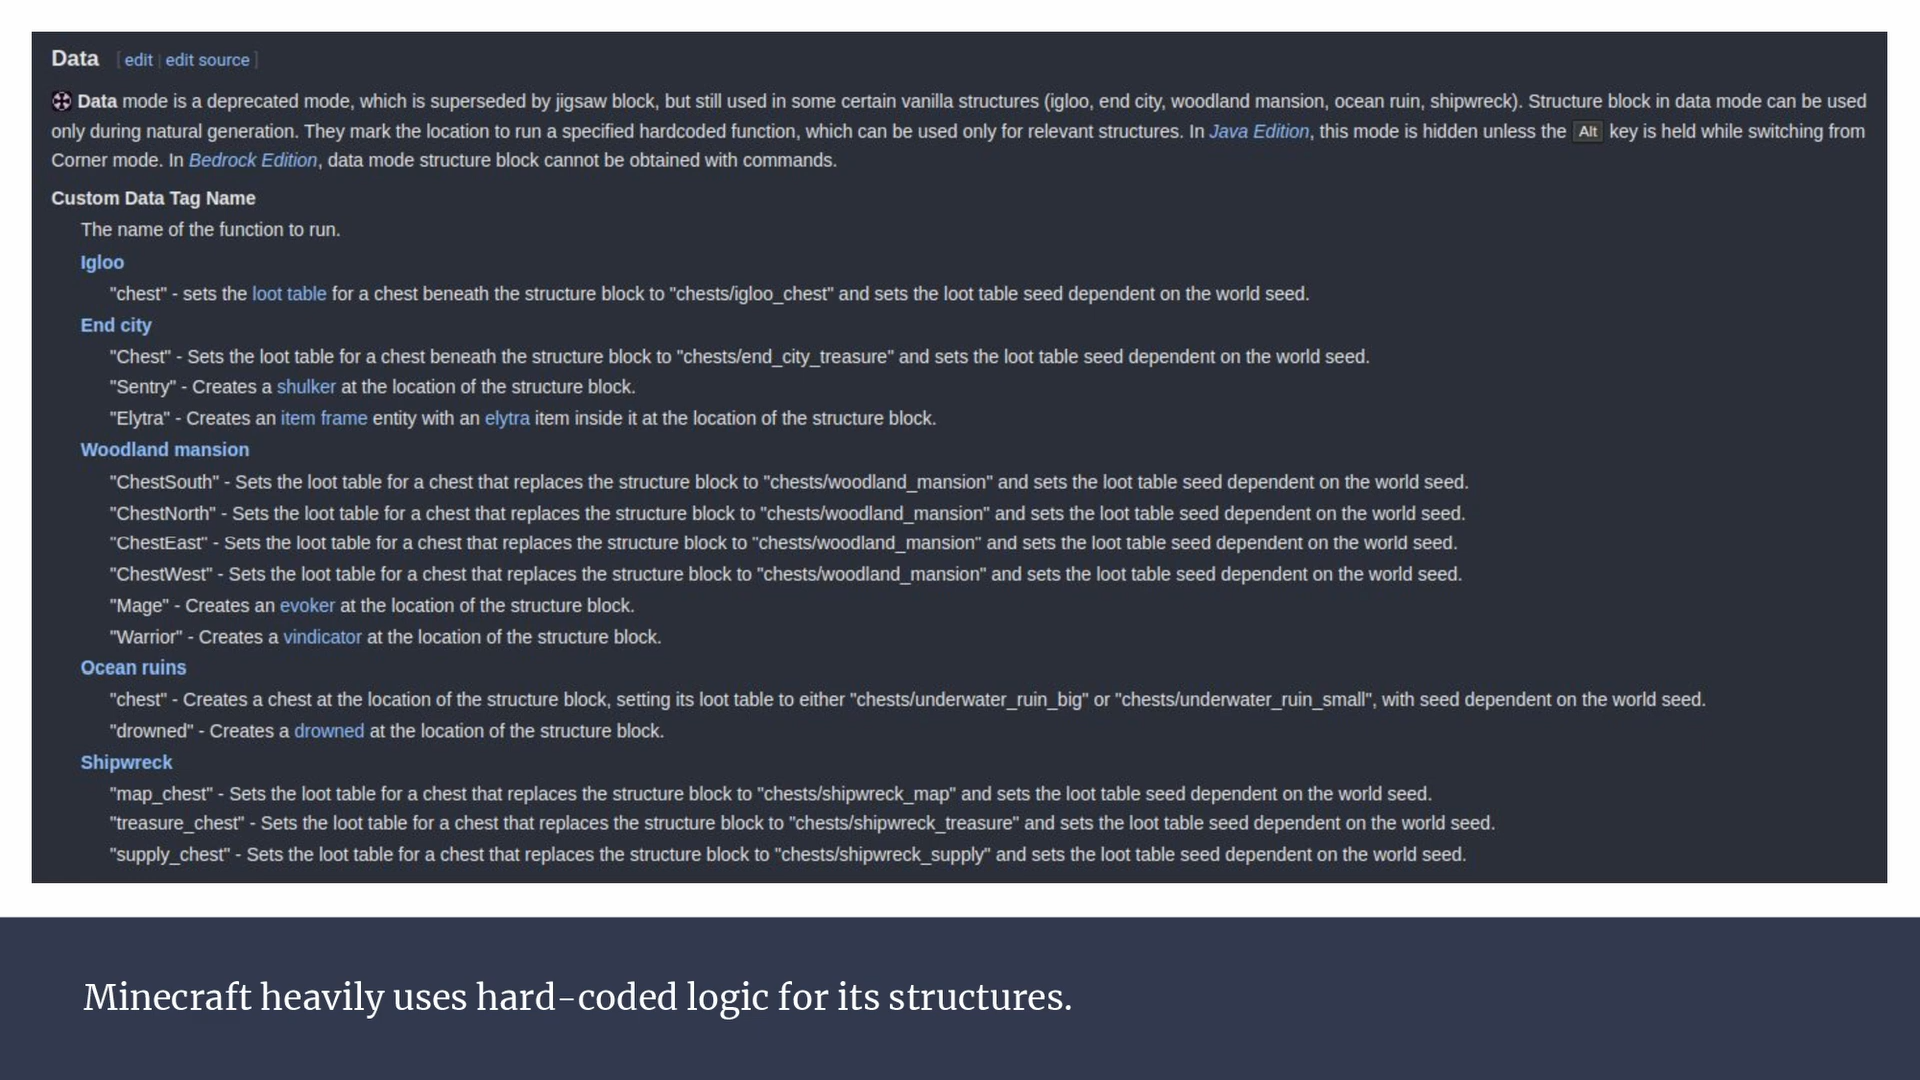 Data [ edit | edit source ]
Data mode is a deprecated mode, which is superseded by jigsaw block, but still used in some certain vanilla structures (igloo, end city, woodland mansion, ocean ruin, shipwreck). Structure block in data mode can be used
only during natural generation. They mark the location to run a specified hardcoded function, which can be used only for relevant structures. In Java Edition, this mode is hidden unless the Alt key is held while switching from
Corner mode. In Bedrock Edition, data mode structure block cannot be obtained with commands.
Custom Data Tag Name
The name of the function to run.
Igloo
"chest" - sets the loot table for a chest beneath the structure block to "chests/igloo_chest" and sets the loot table seed dependent on the world seed.
End city
"Chest" - Sets the loot table for a chest beneath the structure block to "chests/end_city_treasure" and sets the loot table seed dependent on the world seed.
"Sentry" - Creates a shulker at the location of the structure block.
"Elytra" - Creates an item frame entity with an elytra item inside it at the location of the structure block.
Woodland mansion
"ChestSouth" - Sets the loot table for a chest that replaces the structure block to "chests/woodland_mansion" and sets the loot table seed dependent on the world seed.
"ChestNorth" - Sets the loot table for a chest that replaces the structure block to "chests/woodland_mansion" and sets the loot table seed dependent on the world seed.
"ChestEast" - Sets the loot table for a chest that replaces the structure block to "chests/woodland_mansion" and sets the loot table seed dependent on the world seed.
"ChestWest" - Sets the loot table for a chest that replaces the structure block to "chests/woodland_mansion" and sets the loot table seed dependent on the world seed.
"Mage" - Creates an evoker at the location of the structure block.
"Warrior" - Creates a vindicator at the location of the structure block.
Ocean ruins
"chest" - Creates a chest at the location of the structure block, setting its loot table to either "chests/underwater_ruin_big" or "chests/underwater_ruin_small", with seed dependent on the world seed.
"drowned" - Creates a drowned at the location of the structure block.
Shipwreck
"map_chest" - Sets the loot table for a chest that replaces the structure block to "chests/shipwreck_map" and sets the loot table seed dependent on the world seed.
"treasure_chest" - Sets the loot table for a chest that replaces the structure block to "chests/shipwreck_treasure" and sets the loot table seed dependent on the world seed.
"supply_chest" - Sets the loot table for a chest that replaces the structure block to "chests/shipwreck_supply" and sets the loot table seed dependent on the world seed.
Minecraft heavily uses hard-coded logic for its structures.